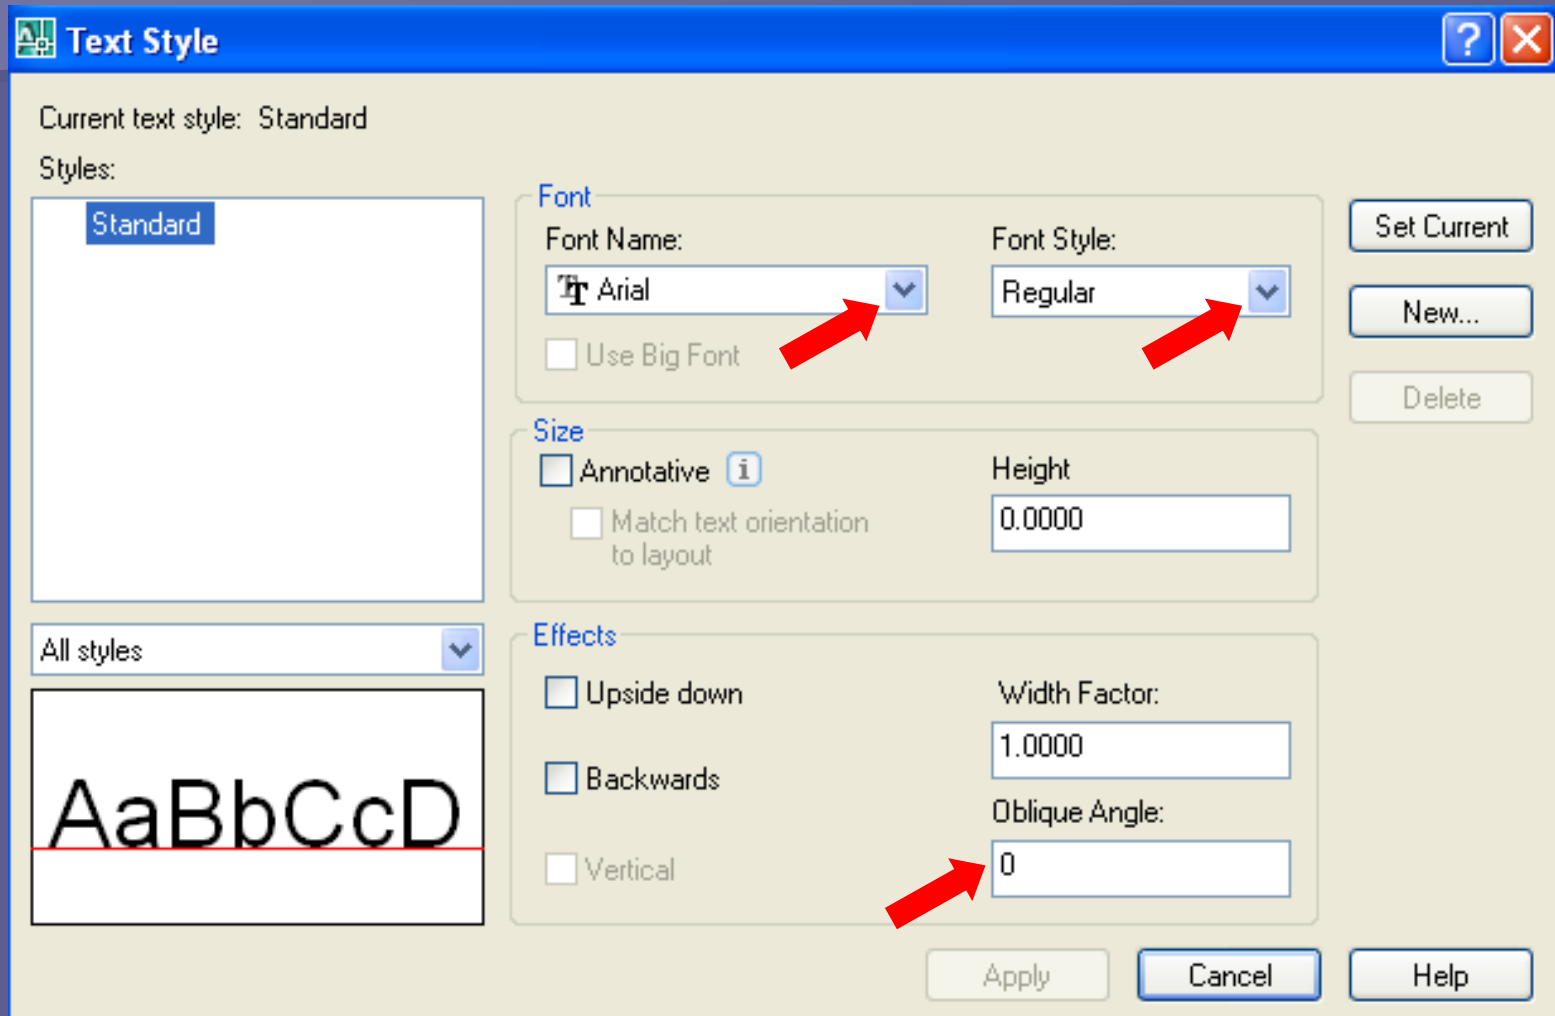 Text Style
Current text style: Standard
Styles:
Standard
All styles
AaBbCcD
Font
Font Name:
Arial
Use Big Font
Font Style:
Regular
Size
Annotative
Match text orientation
to layout
Height
0.0000
Effects
Upside down
Backwards
Vertical
Width Factor:
1.0000
Oblique Angle:
0
Set Current
New...
Delete
Apply
Cancel
Help